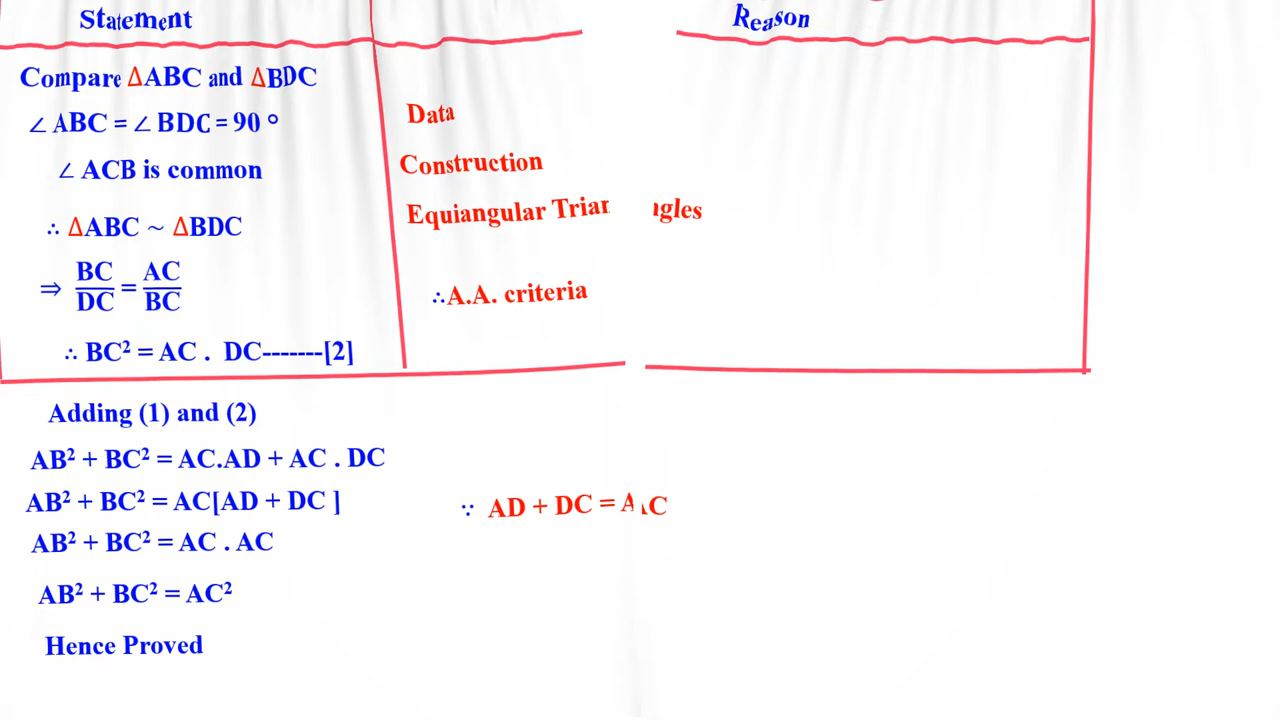 Statement
Reason
Compare ΔABC and ΔBDC
∠ ABC = ∠ BDC = 90 °
Data
∠ ACB is common
Construction
∴ ΔABC ~ ΔBDC
Equiangular Triangles
⇒ BC/DC = AC/BC
∴A.A. criteria
∴ BC² = AC . DC-------[2]
Adding (1) and (2)
AB² + BC² = AC.AD + AC . DC
AB² + BC² = AC[AD + DC ]
∵ AD + DC = AC
AB² + BC² = AC . AC
AB² + BC² = AC²
Hence Proved